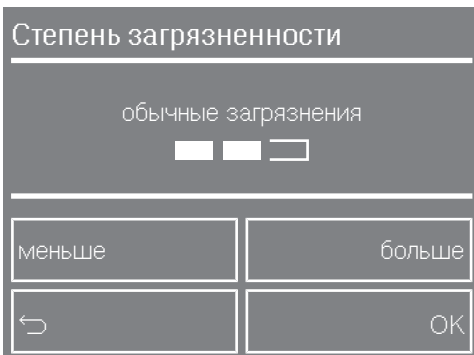 Степень загрязненности
обычные загрязнения
меньше
больше
OK